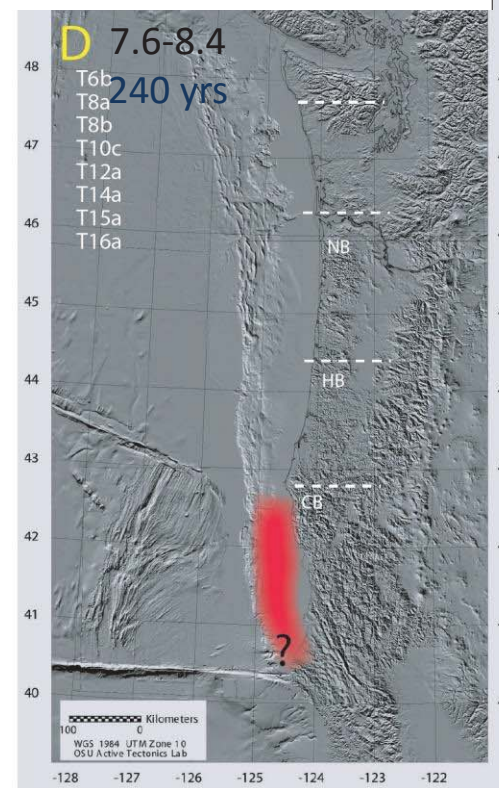 D 7.6-8.4
240 yrs
T6b
T8a
T8b
T10c
T12a
T14a
T15a
T16a
48
47
46
45
44
43
42
41
40
NB
HB
CB
?
Kilometers
100 0
WGS 1984 UTM Zone 10
OSU Active Tectonics Lab
-128 -127 -126 -125 -124 -123 -122